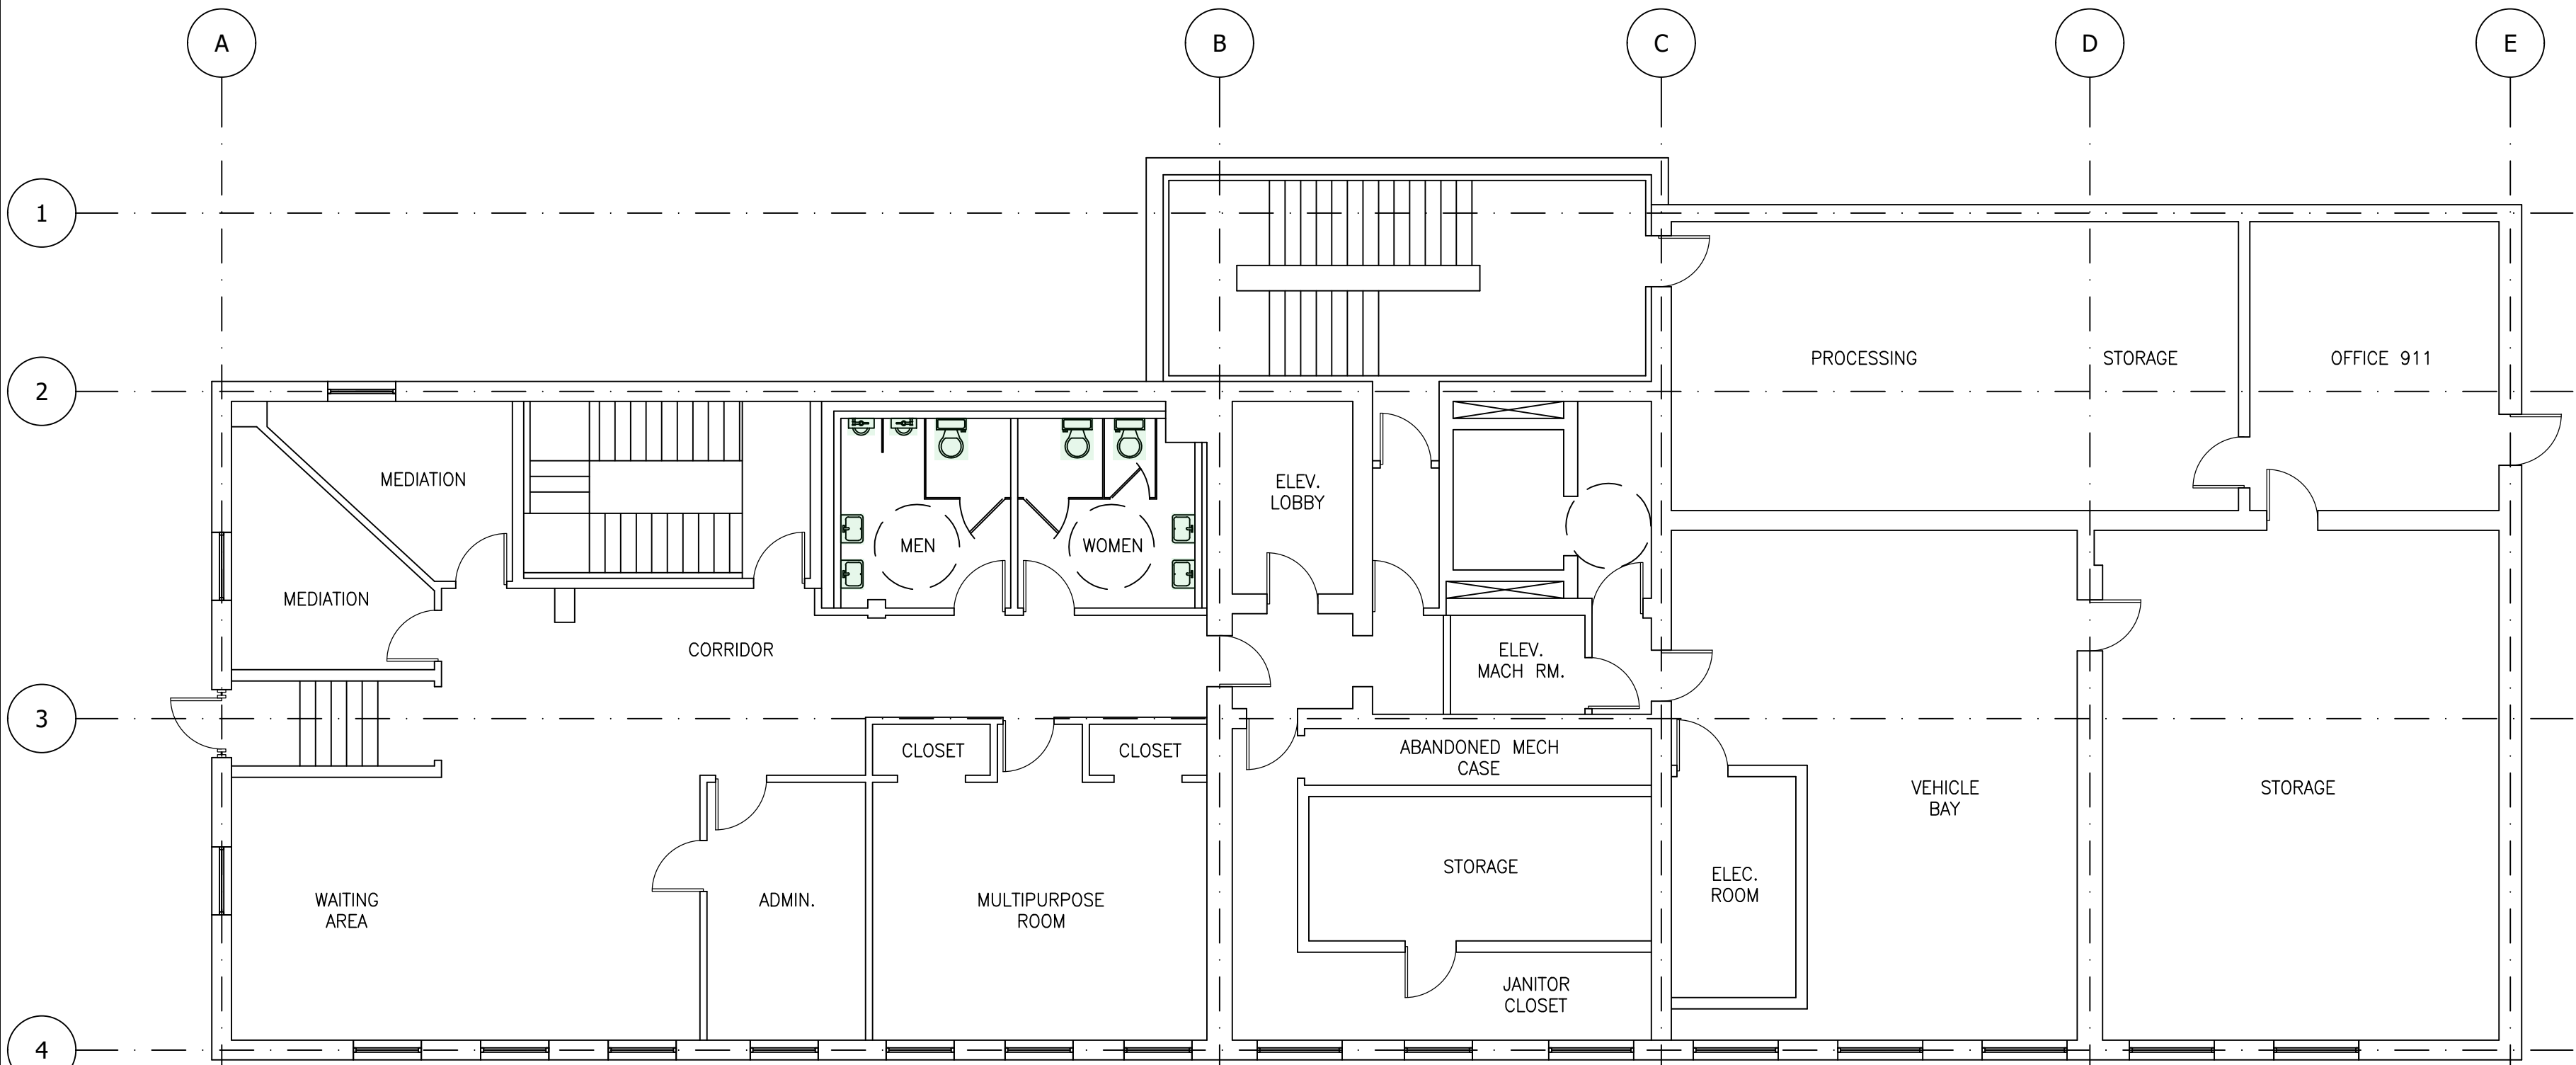 A
B
C
D
E
1
2
3
4
PROCESSING
STORAGE
OFFICE 911
MEDIATION
ELEV.
LOBBY
MEN
WOMEN
MEDIATION
CORRIDOR
ELEV.
MACH RM.
CLOSET
CLOSET
ABANDONED MECH
CASE
VEHICLE
BAY
STORAGE
STORAGE
ELEC.
ROOM
WAITING
AREA
ADMIN.
MULTIPURPOSE
ROOM
JANITOR
CLOSET